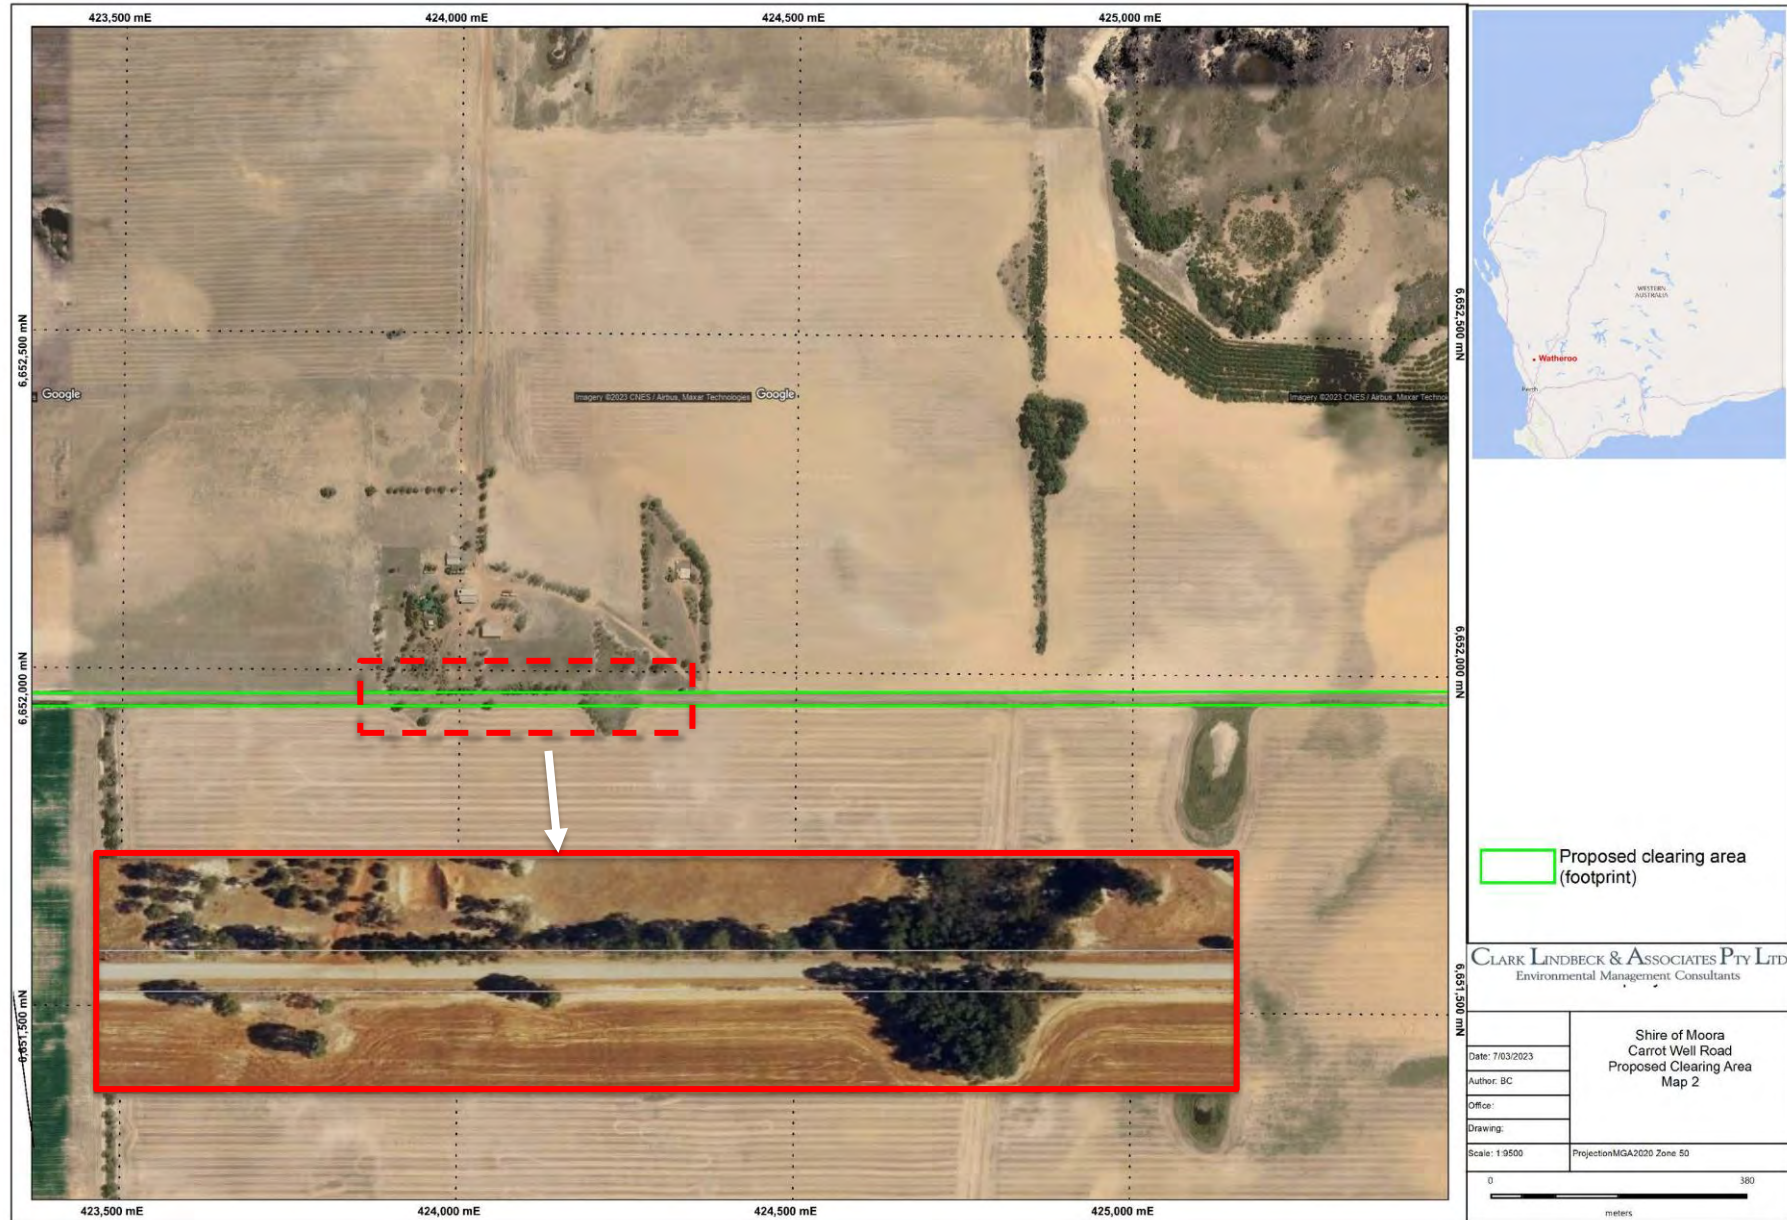 423,500 mE
424,000 mE
424,500 mE
425,000 mE
6,652,500 mN
6,652,500 mN
Google
Imagery ©2023 CNES / Airbus, Maxar Technologies
Google
Imagery ©2023 CNES / Airbus, Maxar Techno
6,652,000 mN
6,652,000 mN
6,651,500 mN
6,651,500 mN
423,500 mE
424,000 mE
424,500 mE
425,000 mE
WESTERN
AUSTRALIA
Watheroo
Perth
Proposed clearing area
(footprint)
CLARK LINDBECK & ASSOCIATES PTY LTD
Environmental Management Consultants
Shire of Moora
Carrot Well Road
Proposed Clearing Area
Map 2
Date: 7/03/2023
Author: BC
Office:
Drawing:
Scale: 1:9500
ProjectionMGA2020 Zone 50
0
380
meters